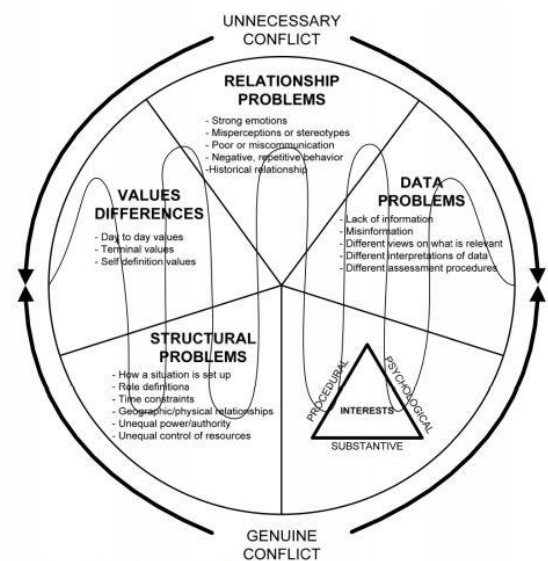 UNNECESSARY
CONFLICT
RELATIONSHIP
PROBLEMS
- Strong emotions
- Misperceptions or stereotypes
- Poor or miscommunication
- Negative, repetitive behavior
-Historical relationship
VALUES
DIFFERENCES
- Day to day values
- Terminal values
- Self definition values
DATA
PROBLEMS
- Lack of information
- Misinformation
- Different views on what is relevant
- Different interpretations of data
- Different assessment procedures
STRUCTURAL
PROBLEMS
- How a situation is set up
- Role definitions
- Time constraints
- Geographic/physical relationships
- Unequal power/authority
- Unequal control of resources
PROCEDURAL
PSYCHOLOGICAL
INTERESTS
SUBSTANTIVE
GENUINE
CONFLICT